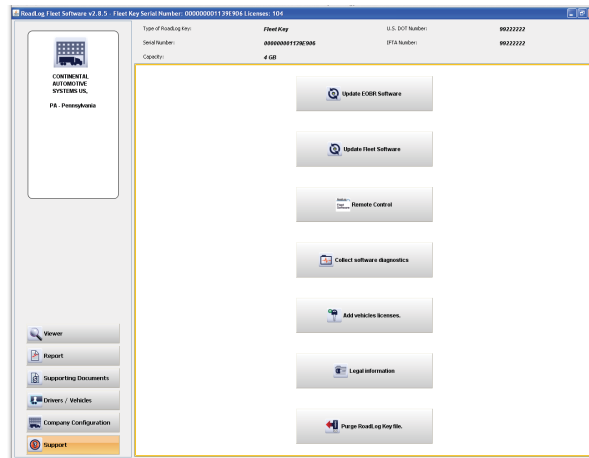 RoadLog Fleet Software v2.8.5 - Fleet Key Serial Number: 000000001139E906 Licenses: 104
Type of RoadLog Key: Fleet Key U.S. DOT Number: 99222222
Serial Number: 000000001139E906 IFTA Number: 99222222
Capacity: 4 GB
CONTINENTAL
AUTOMOTIVE
SYSTEMS US,
PA - Pennsylvania
Update EOBR Software
Update Fleet Software
Remote Control
Collect software diagnostics
Add vehicles licenses.
Legal information
Purge RoadLog Key file.
Viewer
Report
Supporting Documents
Drivers / Vehicles
Company Configuration
Support